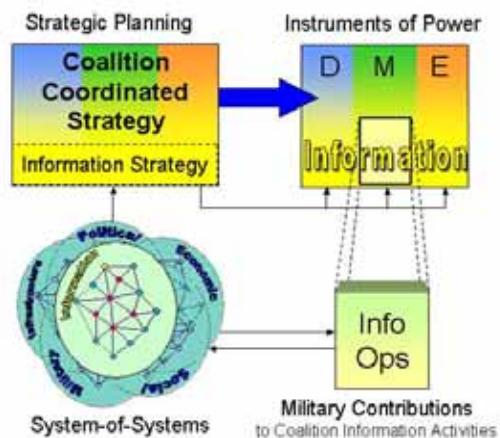 Strategic Planning
Instruments of Power
Coalition
Coordinated
Strategy
Information Strategy
D M E
Information
Political
Economic
Social
Military
Infrastructure
Information
Info
Ops
System-of-Systems
Military Contributions
to Coalition Information Activities